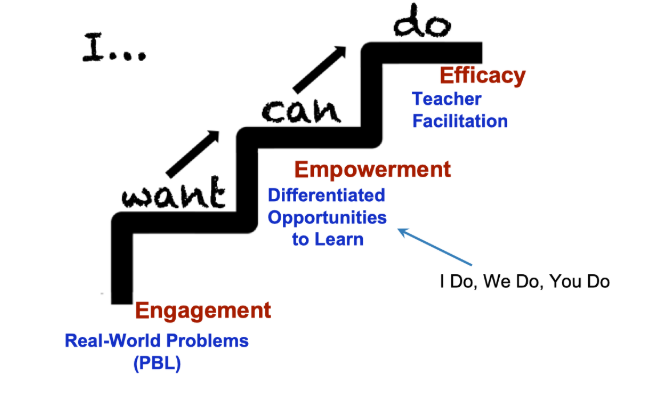 I...
do
Efficacy
Teacher
Facilitation
can
Empowerment
Differentiated
Opportunities
to Learn
want
I Do, We Do, You Do
Engagement
Real-World Problems
(PBL)